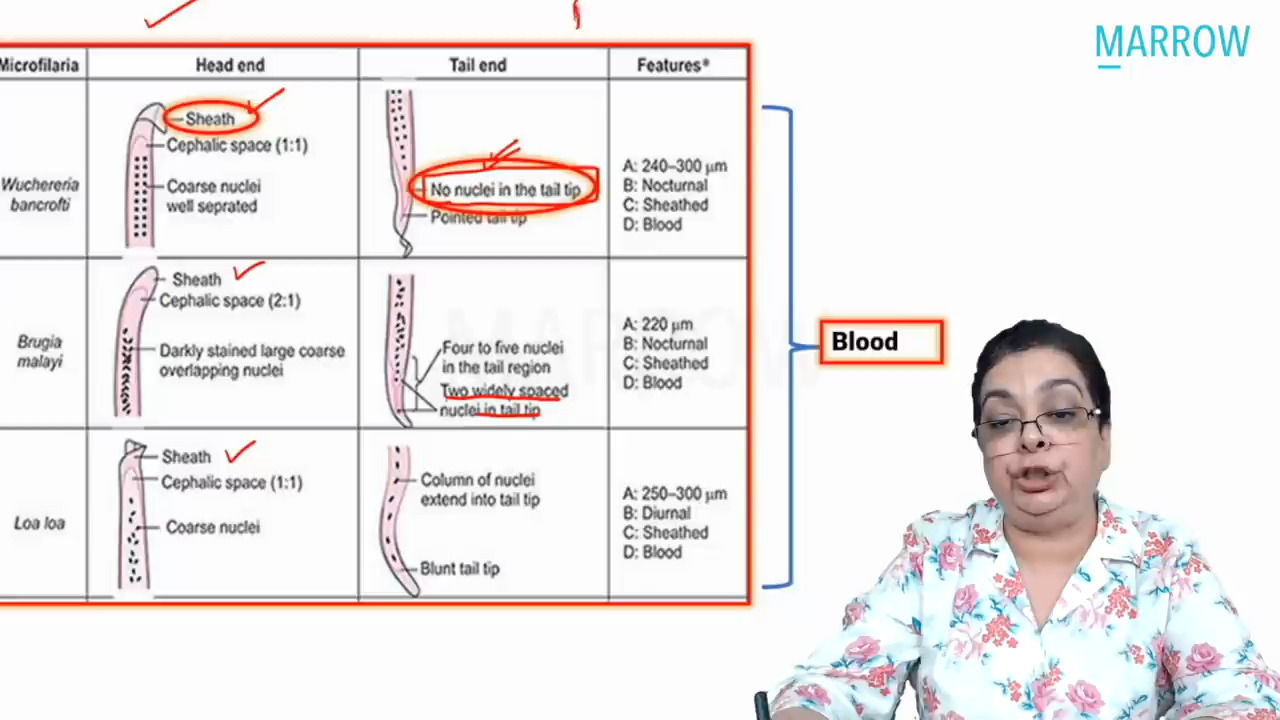 MARROW
Microfilaria Head end Tail end Features*
Wuchereria
bancrofti
Sheath
Cephalic space (1:1)
Coarse nuclei
well seprated
No nuclei in the tail tip
Pointed tail tip
A: 240–300 μm
B: Nocturnal
C: Sheathed
D: Blood
Brugia
malayi
Sheath
Cephalic space (2:1)
Darkly stained large coarse
overlapping nuclei
Four to five nuclei
in the tail region
Two widely spaced
nuclei in tail tip
A: 220 μm
B: Nocturnal
C: Sheathed
D: Blood
Loa loa
Sheath
Cephalic space (1:1)
Coarse nuclei
Column of nuclei
extend into tail tip
Blunt tail tip
A: 250–300 μm
B: Diurnal
C: Sheathed
D: Blood
Blood
MARROW